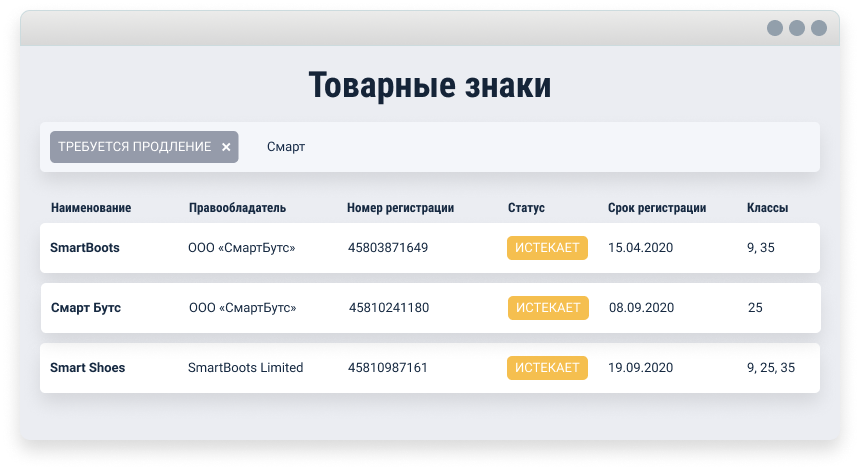 Товарные знаки
ТРЕБУЕТСЯ ПРОДЛЕНИЕ × Смарт
Наименование Правообладатель Номер регистрации Статус Срок регистрации Классы
SmartBoots ООО «СмартБутс» 45803871649 ИСТЕКАЕТ 15.04.2020 9, 35
Смарт Бутс ООО «СмартБутс» 45810241180 ИСТЕКАЕТ 08.09.2020 25
Smart Shoes SmartBoots Limited 45810987161 ИСТЕКАЕТ 19.09.2020 9, 25, 35